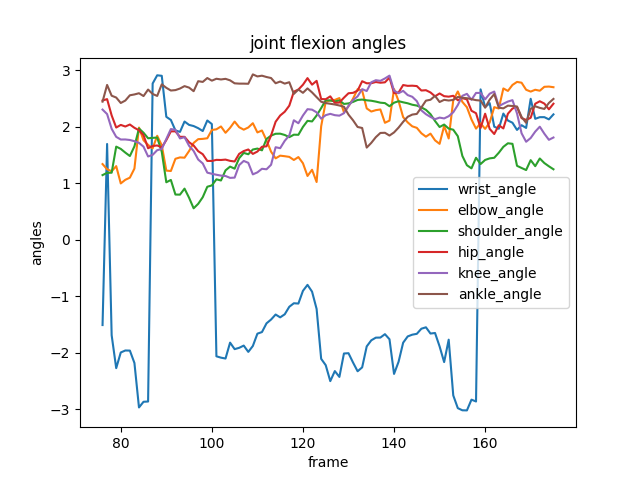 joint flexion angles
3
2
1
0
−1
−2
−3
angles
wrist_angle
elbow_angle
shoulder_angle
hip_angle
knee_angle
ankle_angle
80 100 120 140 160
frame